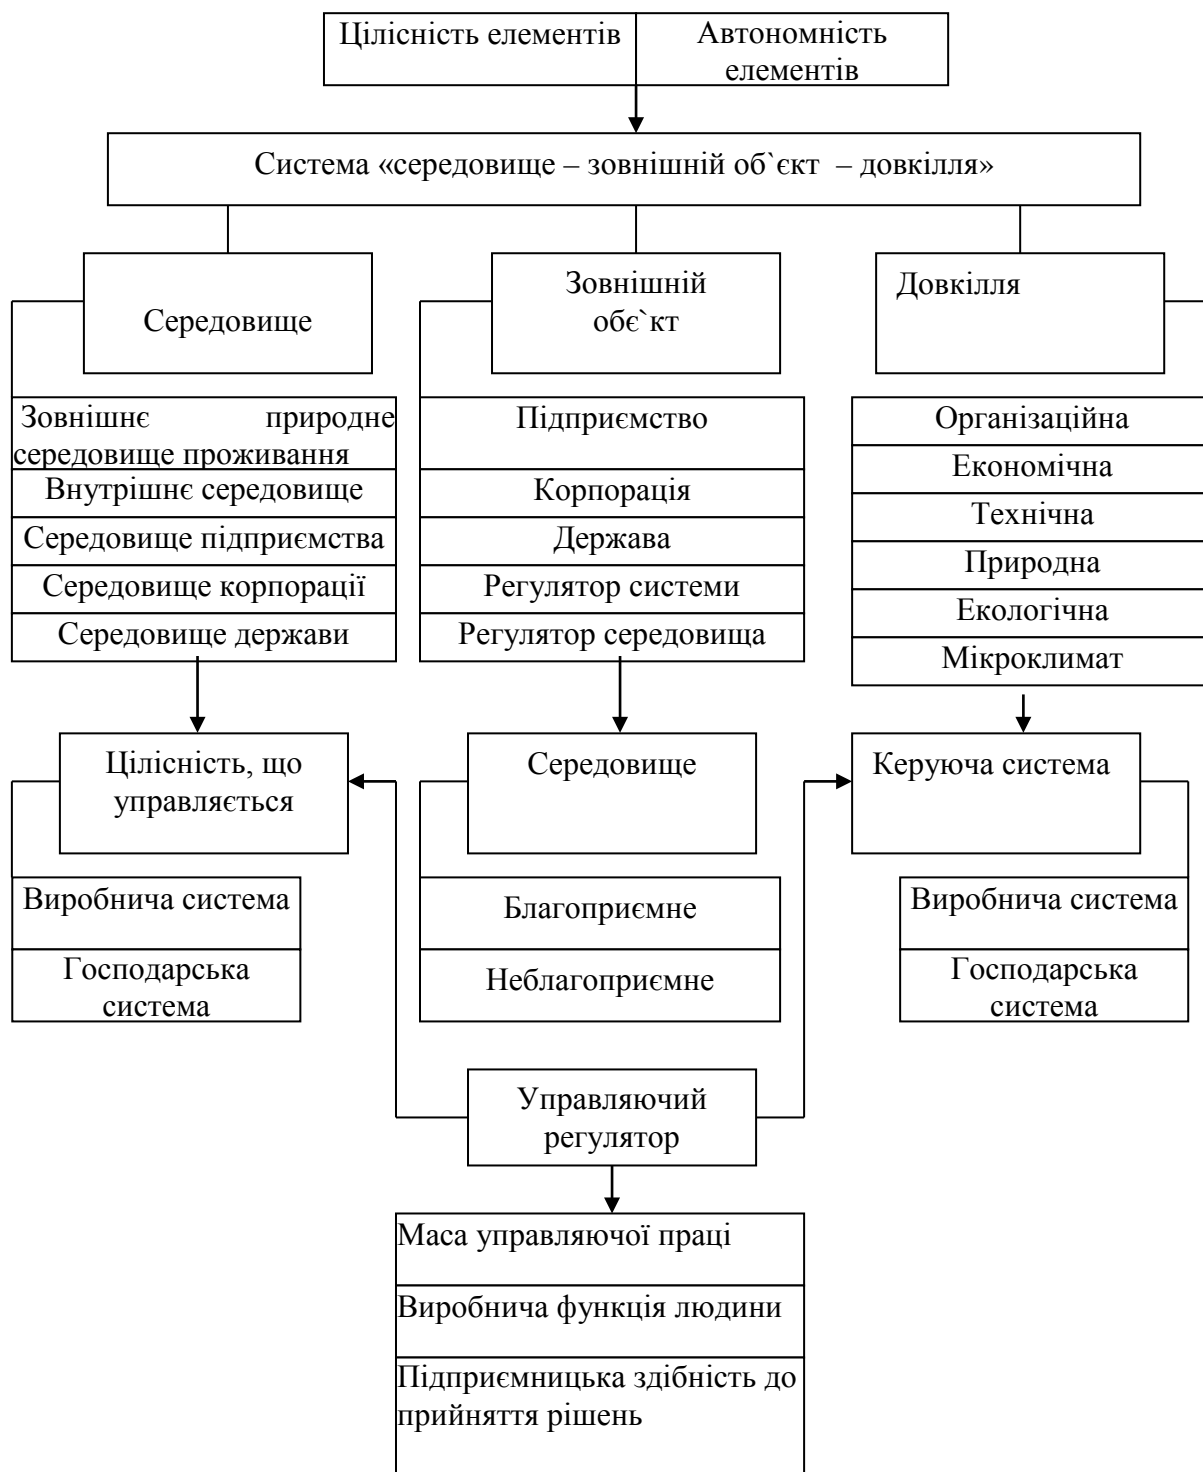 Цілісність елементів
Автономність
елементів
Система «середовище – зовнішній об`єкт – довкілля»
Середовище
Зовнішній
обє`кт
Довкілля
Зовнішнє природне
середовище проживання
Внутрішнє середовище
Середовище підприємства
Середовище корпорації
Середовище держави
Підприємство
Корпорація
Держава
Регулятор системи
Регулятор середовища
Організаційна
Економічна
Технічна
Природна
Екологічна
Мікроклимат
Цілісність, що
управляється
Середовище
Керуюча система
Виробнича система
Господарська
система
Благоприємне
Неблагоприємне
Виробнича система
Господарська
система
Управляючий
регулятор
Маса управляючої праці
Виробнича функція людини
Підприємницька здібність до
прийняття рішень